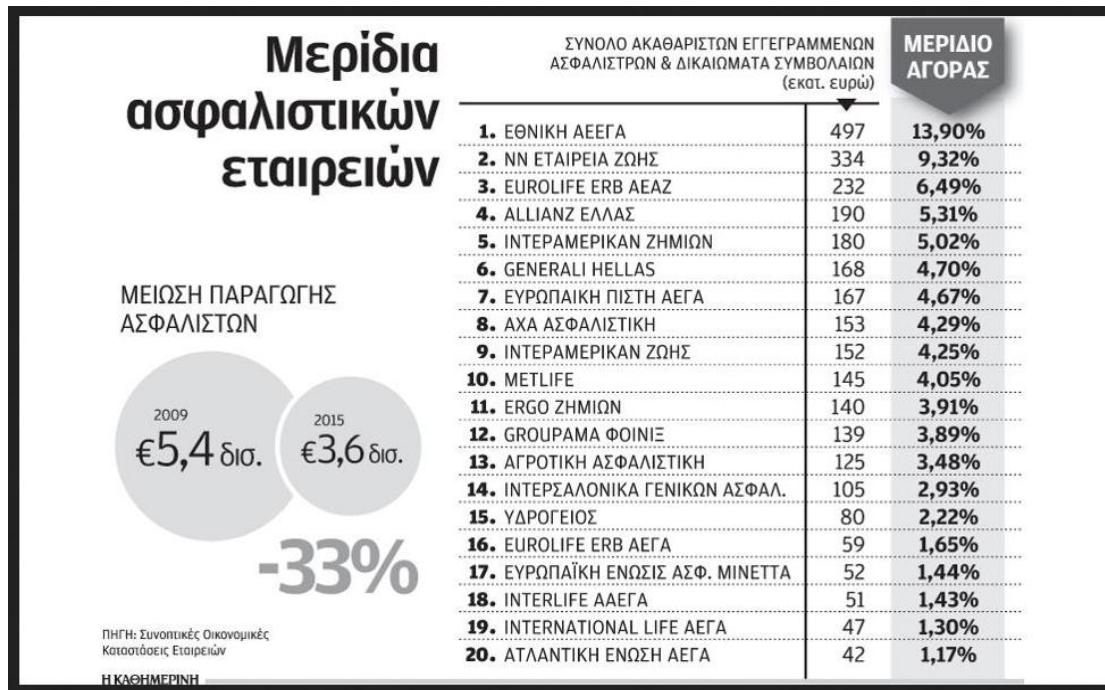 Μερίδια
ασφαλιστικών
εταιρειών
ΜΕΙΩΣΗ ΠΑΡΑΓΩΓΗΣ
ΑΣΦΑΛΙΣΤΩΝ
2009
€5,4 δισ.
2015
€3,6 δισ.
-33%
ΠΗΓΗ: Συνοπτικές Οικονομικές
Καταστάσεις Εταιρειών
Η ΚΑΘΗΜΕΡΙΝΗ
ΣΥΝΟΛΟ ΑΚΑΘΑΡΙΣΤΩΝ ΕΓΓΕΓΡΑΜΜΕΝΩΝ
ΑΣΦΑΛΙΣΤΡΩΝ & ΔΙΚΑΙΩΜΑΤΑ ΣΥΜΒΟΛΑΙΩΝ
(εκατ. ευρώ)
ΜΕΡΙΔΙΟ
ΑΓΟΡΑΣ
1. ΕΘΝΙΚΗ ΑΕΕΓΑ 497 13,90%
2. ΝΝ ΕΤΑΙΡΕΙΑ ΖΩΗΣ 334 9,32%
3. EUROLIFE ERB ΑΕΑΖ 232 6,49%
4. ALLIANZ ΕΛΛΑΣ 190 5,31%
5. ΙΝΤΕΡΑΜΕΡΙΚΑΝ ΖΗΜΙΩΝ 180 5,02%
6. GENERALI HELLAS 168 4,70%
7. ΕΥΡΩΠΑΙΚΗ ΠΙΣΤΗ ΑΕΓΑ 167 4,67%
8. ΑΧΑ ΑΣΦΑΛΙΣΤΙΚΗ 153 4,29%
9. ΙΝΤΕΡΑΜΕΡΙΚΑΝ ΖΩΗΣ 152 4,25%
10. METLIFE 145 4,05%
11. ERGO ΖΗΜΙΩΝ 140 3,91%
12. GROUPAMA ΦΟΙΝΙΞ 139 3,89%
13. ΑΓΡΟΤΙΚΗ ΑΣΦΑΛΙΣΤΙΚΗ 125 3,48%
14. ΙΝΤΕΡΣΑΛΟΝΙΚΑ ΓΕΝΙΚΩΝ ΑΣΦΑΛ. 105 2,93%
15. ΥΔΡΟΓΕΙΟΣ 80 2,22%
16. EUROLIFE ERB ΑΕΓΑ 59 1,65%
17. ΕΥΡΩΠΑΪΚΗ ΕΝΩΣΙΣ ΑΣΦ. ΜΙΝΕΤΤΑ 52 1,44%
18. INTERLIFE ΑΑΕΓΑ 51 1,43%
19. INTERNATIONAL LIFE ΑΕΓΑ 47 1,30%
20. ΑΤΛΑΝΤΙΚΗ ΕΝΩΣΗ ΑΕΓΑ 42 1,17%